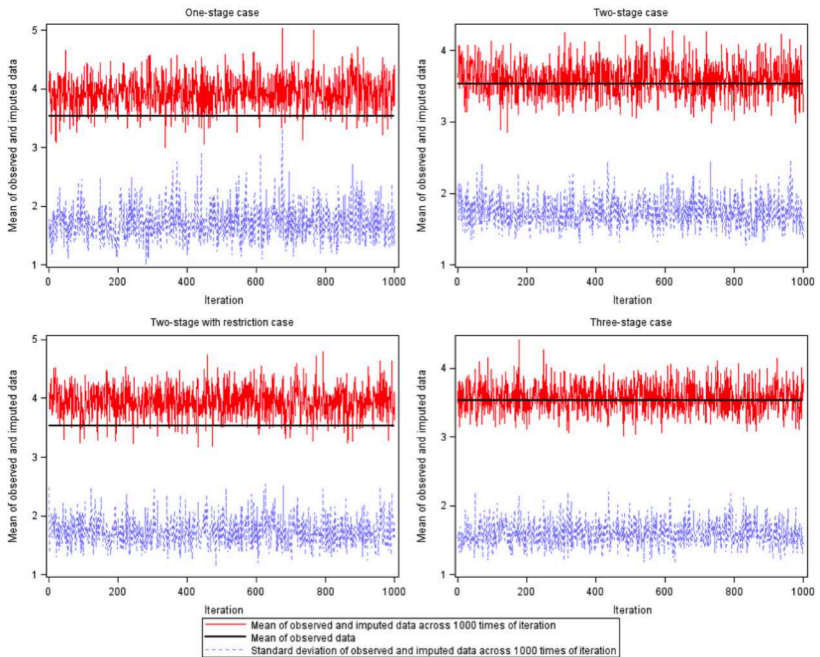 One-stage case
Mean of observed and imputed data
5
4
3
2
1
0 200 400 600 800 1000
Iteration
Two-stage case
Mean of observed and imputed data
4
3
2
1
0 200 400 600 800 1000
Iteration
Two-stage with restriction case
Mean of observed and imputed data
5
4
3
2
1
0 200 400 600 800 1000
Iteration
Three-stage case
Mean of observed and imputed data
4
3
2
1
0 200 400 600 800 1000
Iteration
Mean of observed and imputed data across 1000 times of iteration
Mean of observed data
Standard deviation of observed and imputed data across 1000 times of iteration